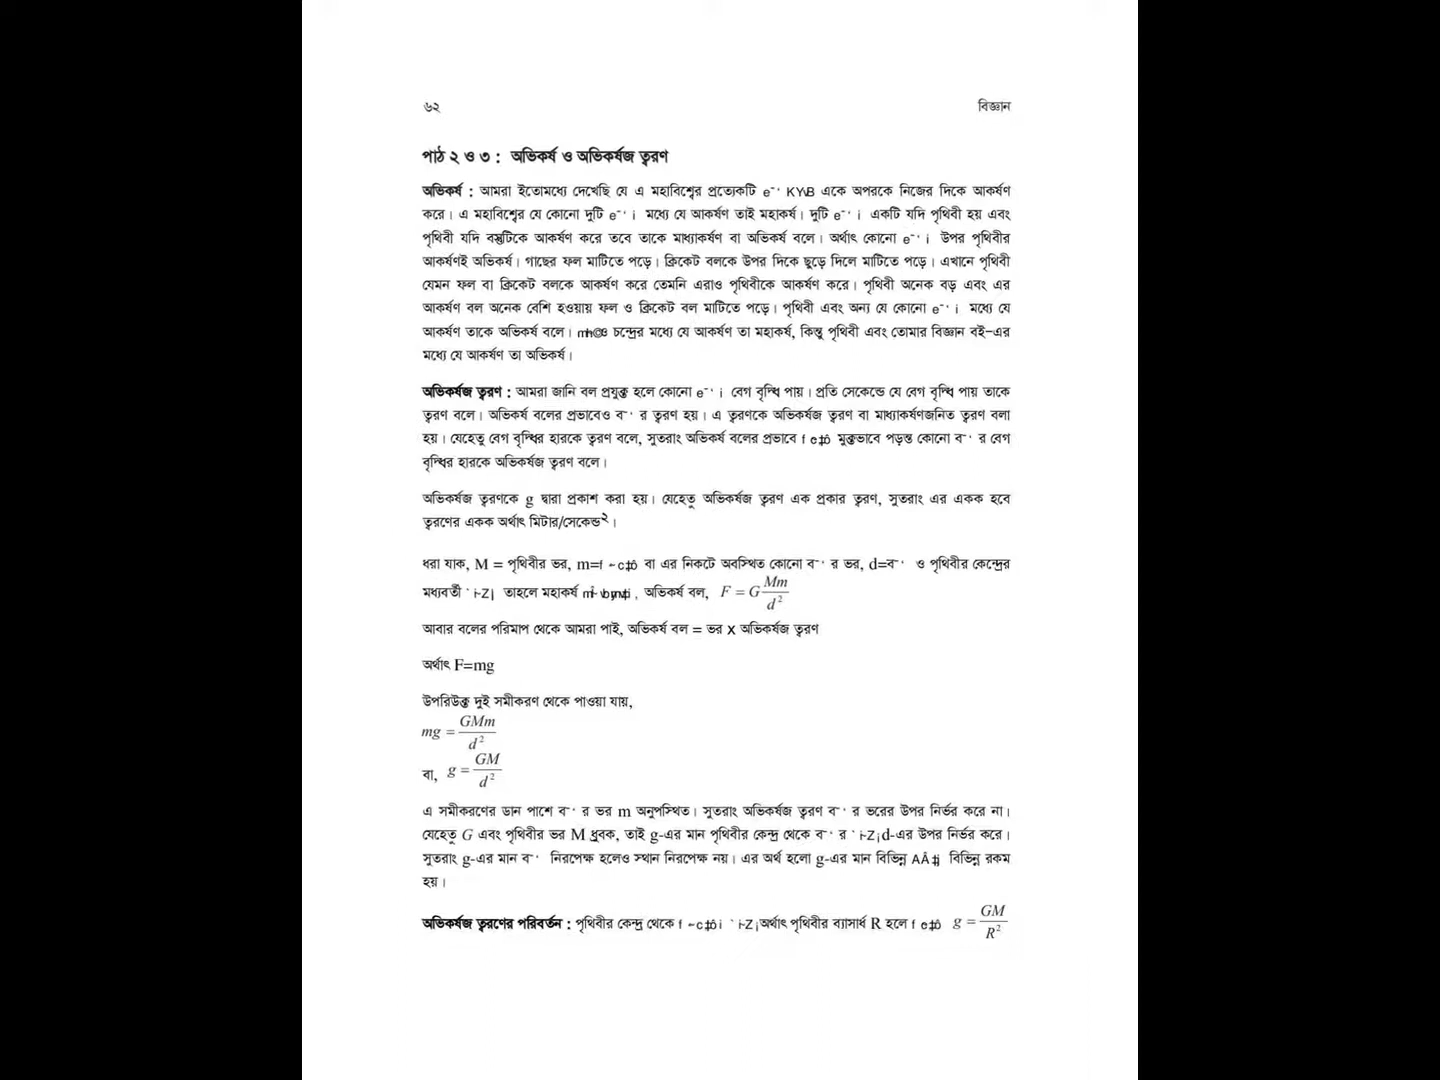 ৬২ বিজ্ঞান
পাঠ ২ ও ৩ : অভিকর্ষ ও অভিকর্ষজ ত্বরণ
অভিকর্ষ : আমরা ইতোমধ্যে দেখেছি যে এ মহাবিশ্বের প্রত্যেকটি KYvB একে অপরকে নিজের দিকে আকর্ষণ
করে। এ মহাবিশ্বের যে কোনো দুটি মধ্যে যে আকর্ষণ তাই মহাকর্ষ। দুটি একটি যদি পৃথিবী হয় এবং
পৃথিবী যদি বস্তুটিকে আকর্ষণ করে তবে তাকে মাধ্যাকর্ষণ বা অভিকর্ষ বলে। অর্থাৎ কোনো উপর পৃথিবীর
আকর্ষণই অভিকর্ষ। গাছের ফল মাটিতে পড়ে। ক্রিকেট বলকে উপর দিকে ছুড়ে দিলে মাটিতে পড়ে। এখানে পৃথিবী
যেমন ফল বা ক্রিকেট বলকে আকর্ষণ করে তেমনি এরাও পৃথিবীকে আকর্ষণ করে। পৃথিবী অনেক বড় এবং এর
আকর্ষণ বল অনেক বেশি হওয়ায় ফল ও ক্রিকেট বল মাটিতে পড়ে। পৃথিবী এবং অন্য যে কোনো মধ্যে যে
আকর্ষণ তাকে অভিকর্ষ বলে। চন্দ্রের মধ্যে যে আকর্ষণ তা মহাকর্ষ, কিন্তু পৃথিবী এবং তোমার বিজ্ঞান বই–এর
মধ্যে যে আকর্ষণ তা অভিকর্ষ।
অভিকর্ষজ ত্বরণ : আমরা জানি বল প্রযুক্ত হলে কোনো বেগ বৃদ্ধি পায়। প্রতি সেকেন্ডে যে বেগ বৃদ্ধি পায় তাকে
ত্বরণ বলে। অভিকর্ষ বলের প্রভাবেও ব র ত্বরণ হয়। এ ত্বরণকে অভিকর্ষজ ত্বরণ বা মাধ্যাকর্ষণজনিত ত্বরণ বলা
হয়। যেহেতু বেগ বৃদ্ধির হারকে ত্বরণ বলে, সুতরাং অভিকর্ষ বলের প্রভাবে মুক্তভাবে পড়ন্ত কোনো ব র বেগ
বৃদ্ধির হারকে অভিকর্ষজ ত্বরণ বলে।
অভিকর্ষজ ত্বরণকে g দ্বারা প্রকাশ করা হয়। যেহেতু অভিকর্ষজ ত্বরণ এক প্রকার ত্বরণ, সুতরাং এর একক হবে
ত্বরণের একক অর্থাৎ মিটার/সেকেন্ড²।
ধরা যাক, M = পৃথিবীর ভর, m= বা এর নিকটে অবস্থিত কোনো ব র ভর, d=ব ও পৃথিবীর কেন্দ্রের
মধ্যবর্তী তাহলে মহাকর্ষ , অভিকর্ষ বল, F = G Mm/d²
আবার বলের পরিমাপ থেকে আমরা পাই, অভিকর্ষ বল = ভর x অভিকর্ষজ ত্বরণ
অর্থাৎ F=mg
উপরিউক্ত দুই সমীকরণ থেকে পাওয়া যায়,
mg = GMm/d²
বা, g = GM/d²
এ সমীকরণের ডান পাশে ব র ভর m অনুপস্থিত। সুতরাং অভিকর্ষজ ত্বরণ ব র ভরের উপর নির্ভর করে না।
যেহেতু G এবং পৃথিবীর ভর M ধ্রুবক, তাই g-এর মান পৃথিবীর কেন্দ্র থেকে ব র d-এর উপর নির্ভর করে।
সুতরাং g-এর মান ব নিরপেক্ষ হলেও স্থান নিরপেক্ষ নয়। এর অর্থ হলো g-এর মান বিভিন্ন বিভিন্ন রকম
হয়।
অভিকর্ষজ ত্বরণের পরিবর্তন : পৃথিবীর কেন্দ্র থেকে অর্থাৎ পৃথিবীর ব্যাসার্ধ R হলে g = GM/R²